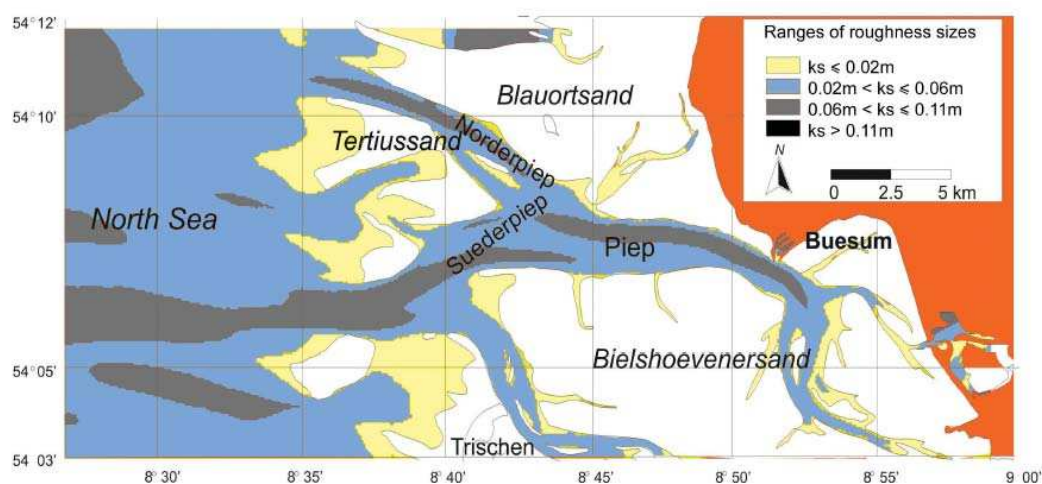 54° 12'
Ranges of roughness sizes
ks ⩽ 0.02m
0.02m < ks ⩽ 0.06m
0.06m < ks ⩽ 0.11m
ks > 0.11m
N
0 2.5 5 km
Blauortsand
54° 10'
Tertiussand
Norderpiep
North Sea
Suederpiep
Piep
Buesum
54° 05'
Bielshoevenersand
Trischen
54 03'
8° 30' 8° 35' 8° 40' 8° 45' 8° 50' 8° 55' 9° 00'